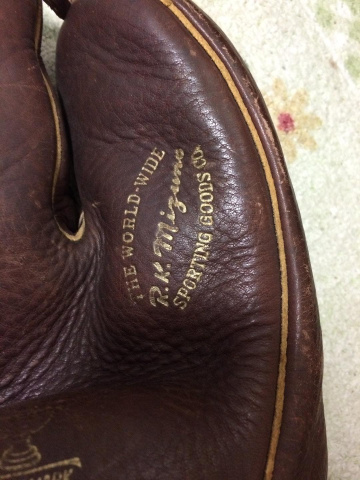 THE WORLD-WIDE
R.K. Mizuno
SPORTING GOODS CO.